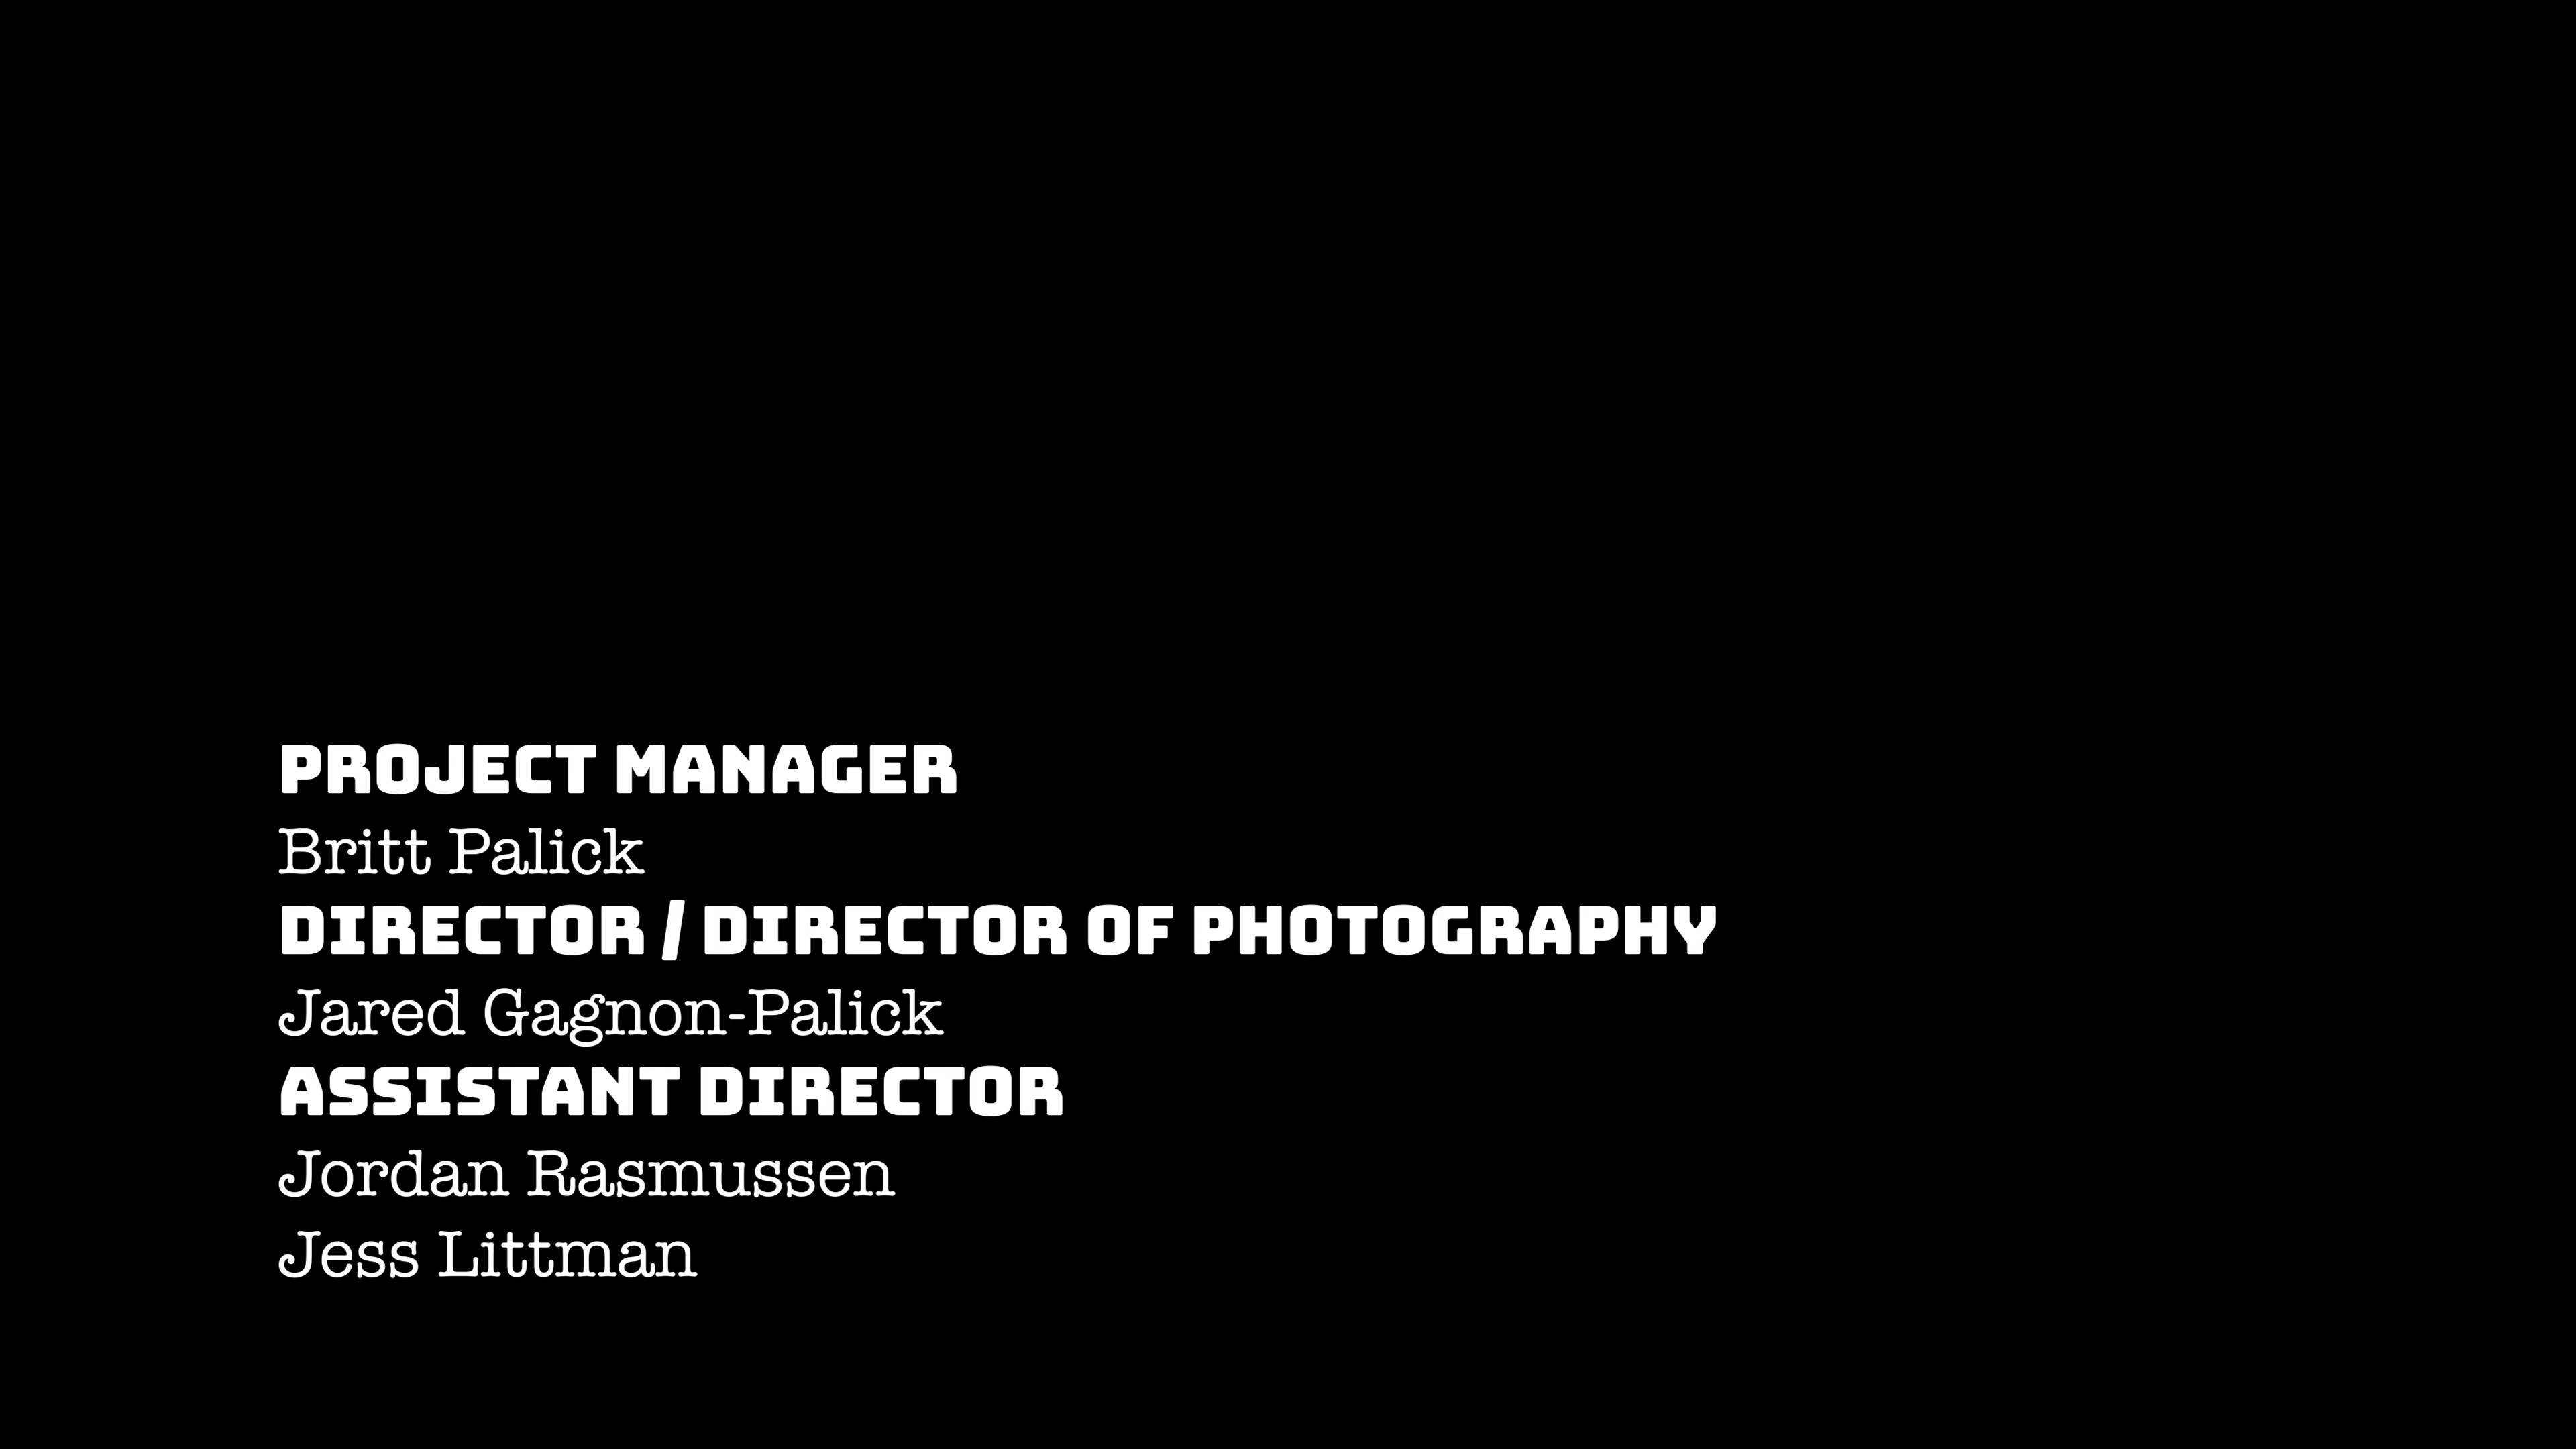 PROJECT MANAGER
Britt Palick
DIRECTOR / DIRECTOR OF PHOTOGRAPHY
Jared Gagnon-Palick
ASSISTANT DIRECTOR
Jordan Rasmussen
Jess Littman